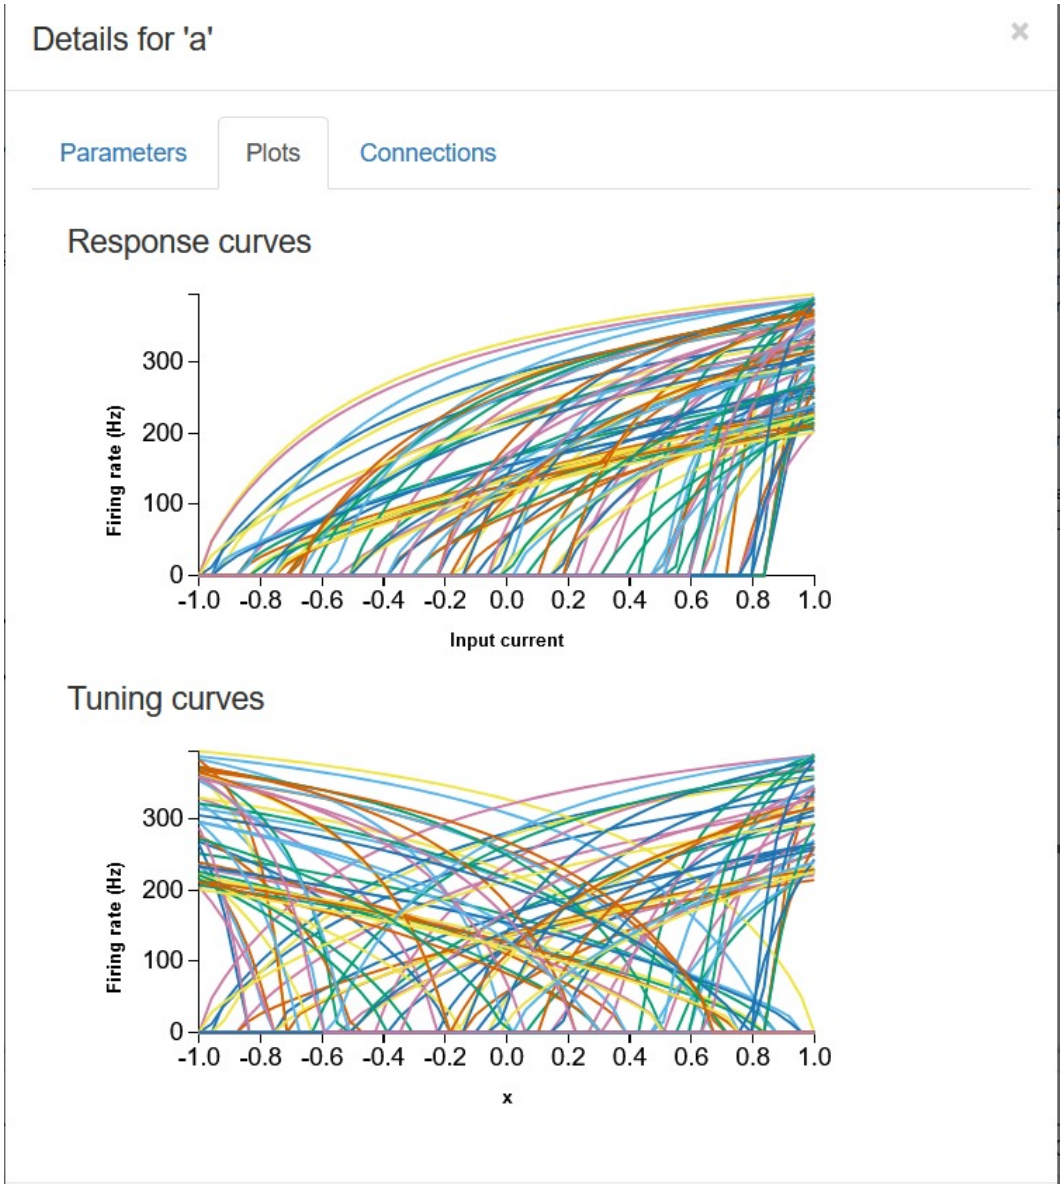 Details for 'a'
×
Parameters Plots Connections
Response curves
300
200
100
0
Firing rate (Hz)
-1.0 -0.8 -0.6 -0.4 -0.2 0.0 0.2 0.4 0.6 0.8 1.0
Input current
Tuning curves
300
200
100
0
Firing rate (Hz)
-1.0 -0.8 -0.6 -0.4 -0.2 0.0 0.2 0.4 0.6 0.8 1.0
x